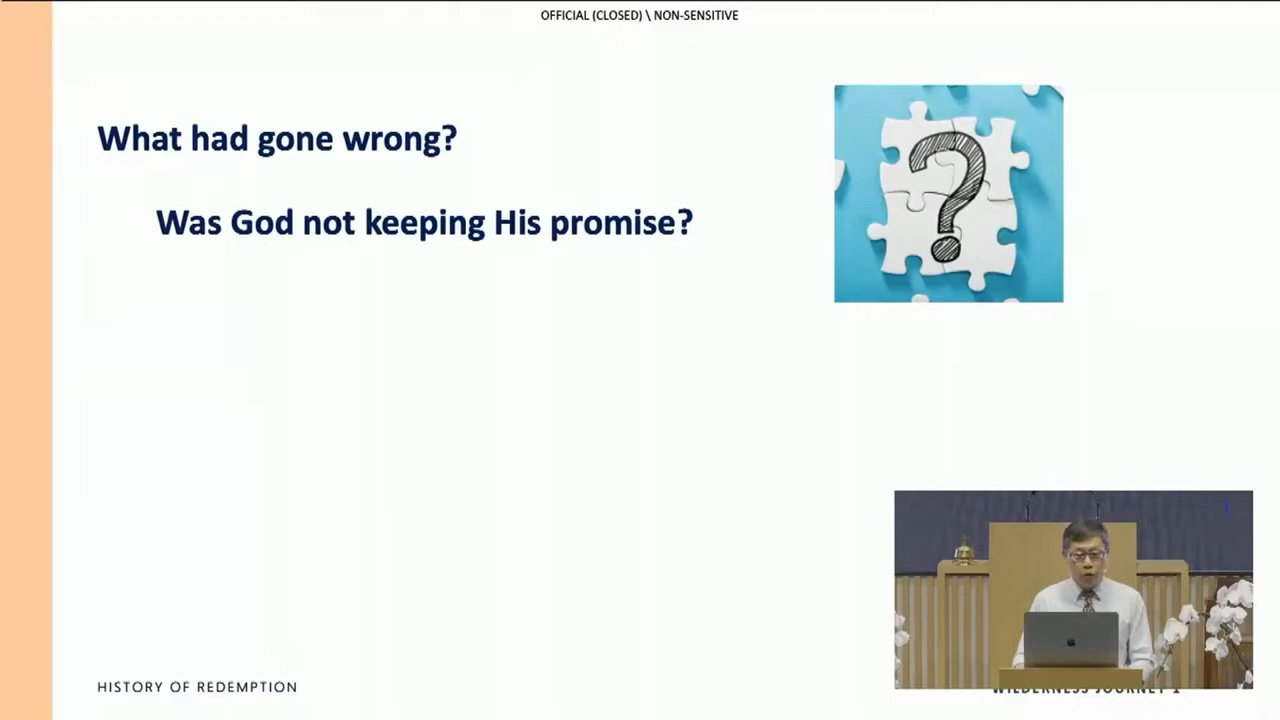 OFFICIAL (CLOSED) \ NON-SENSITIVE
What had gone wrong?
Was God not keeping His promise?
HISTORY OF REDEMPTION
WILDERNESS JOURNEY 1